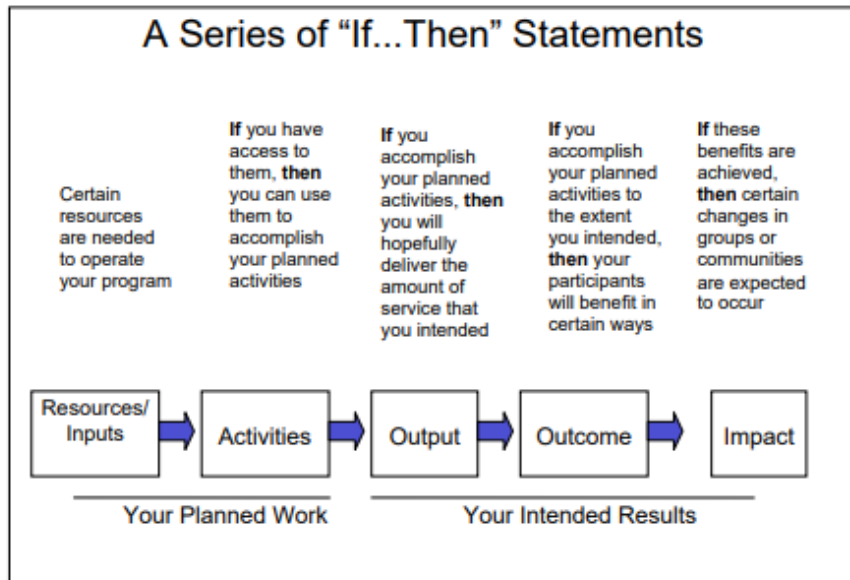 A Series of “If...Then” Statements
Certain
resources
are needed
to operate
your program
If you have
access to
them, then
you can use
them to
accomplish
your planned
activities
If you
accomplish
your planned
activities, then
you will
hopefully
deliver the
amount of
service that
you intended
If you
accomplish
your planned
activities to
the extent
you intended,
then your
participants
will benefit in
certain ways
If these
benefits are
achieved,
then certain
changes in
groups or
communities
are expected
to occur
Resources/
Inputs
Activities
Output
Outcome
Impact
Your Planned Work
Your Intended Results